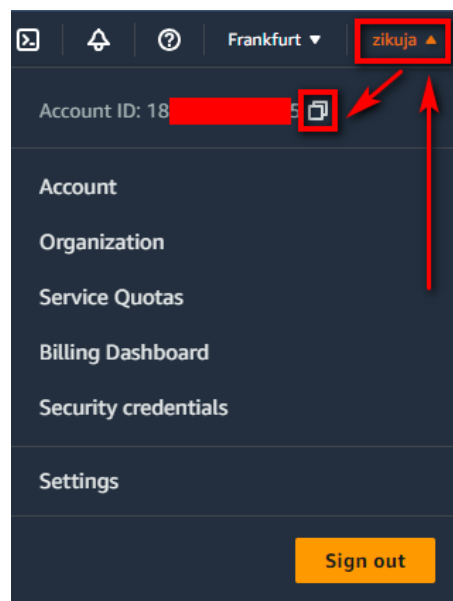 Frankfurt ▼ zikuja ▲
Account ID: 18 5
Account
Organization
Service Quotas
Billing Dashboard
Security credentials
Settings
Sign out